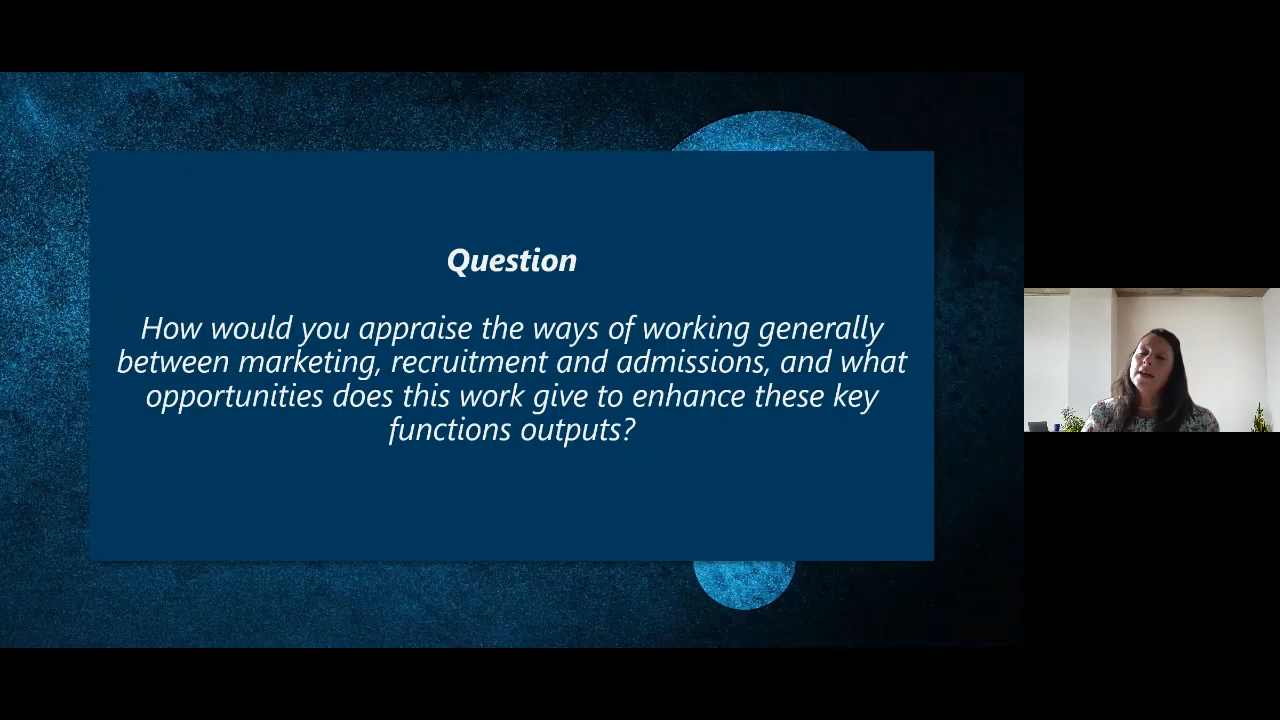 Question
How would you appraise the ways of working generally
between marketing, recruitment and admissions, and what
opportunities does this work give to enhance these key
functions outputs?